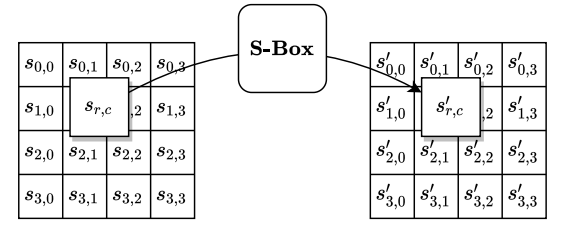 S-Box
s₀,₀ s₀,₁ s₀,₂ s₀,₃ s′₀,₀ s′₀,₁ s′₀,₂ s′₀,₃
s₁,₀ s_{r,c} ,₂ s₁,₃ s′₁,₀ s′_{r,c} ,₂ s′₁,₃
s₂,₀ s₂,₁ s₂,₂ s₂,₃ s′₂,₀ s′₂,₁ s′₂,₂ s′₂,₃
s₃,₀ s₃,₁ s₃,₂ s₃,₃ s′₃,₀ s′₃,₁ s′₃,₂ s′₃,₃